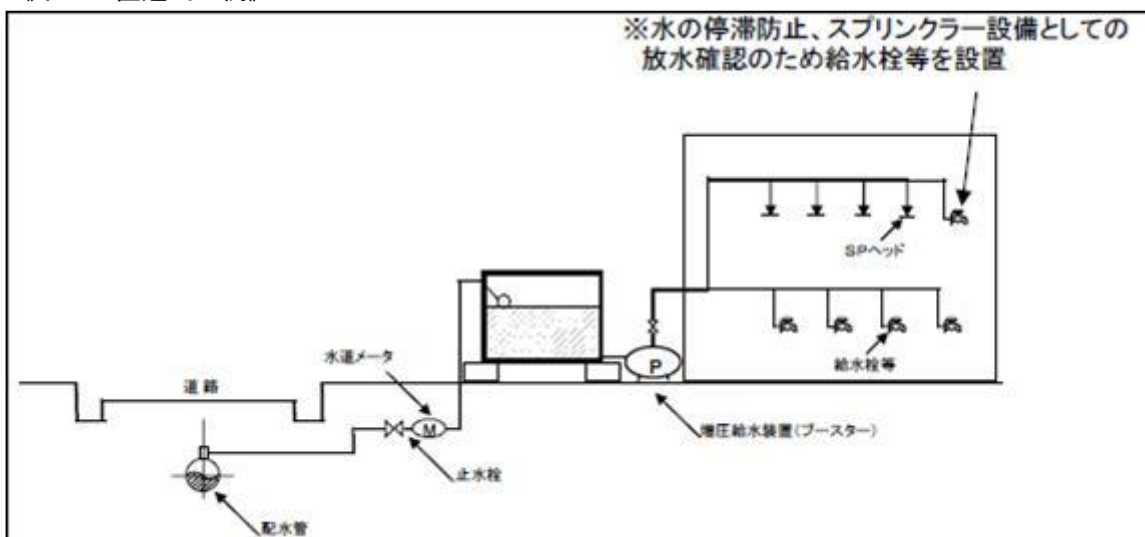 ※水の停滞防止、スプリンクラー設備としての
放水確認のため給水栓等を設置
SPヘッド
水道メータ
P
給水栓等
道路
M
増圧給水装置(ブースター)
止水栓
配水管